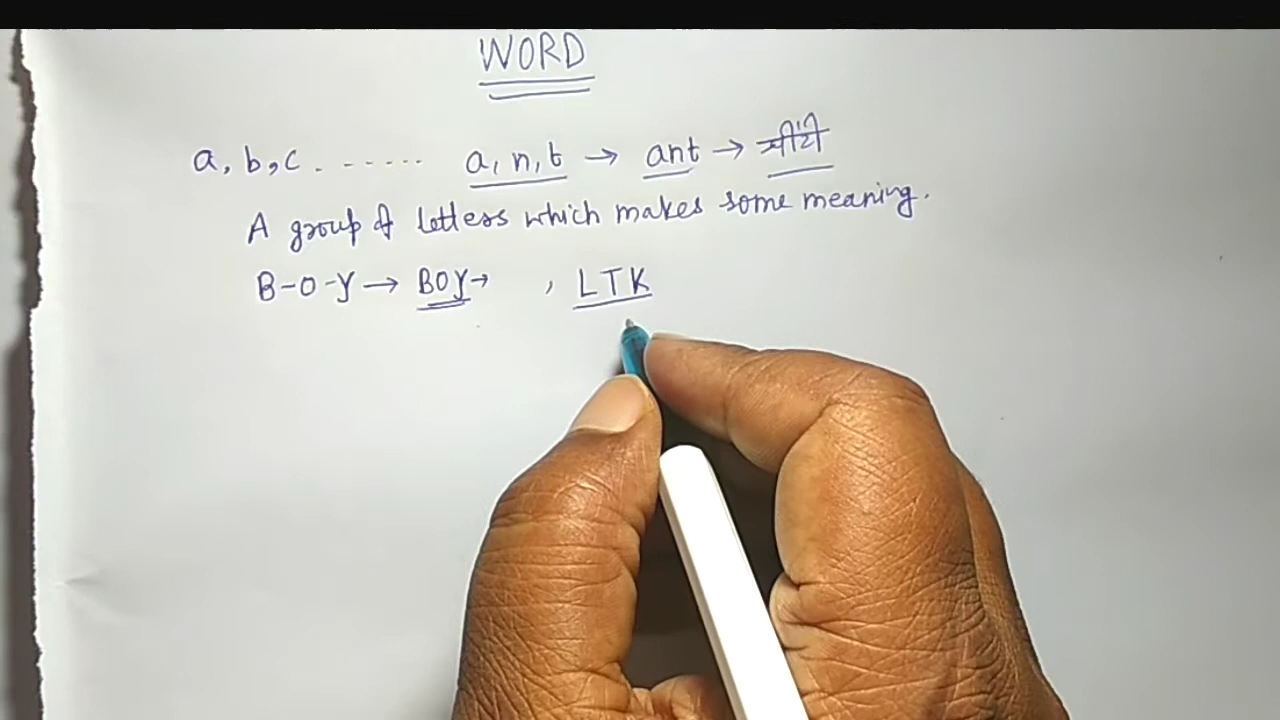 WORD
a, b, c. ------ a, n, t → ant → चींटी
A group of letters which makes some meaning.
B-O-Y → BOY → , LTK